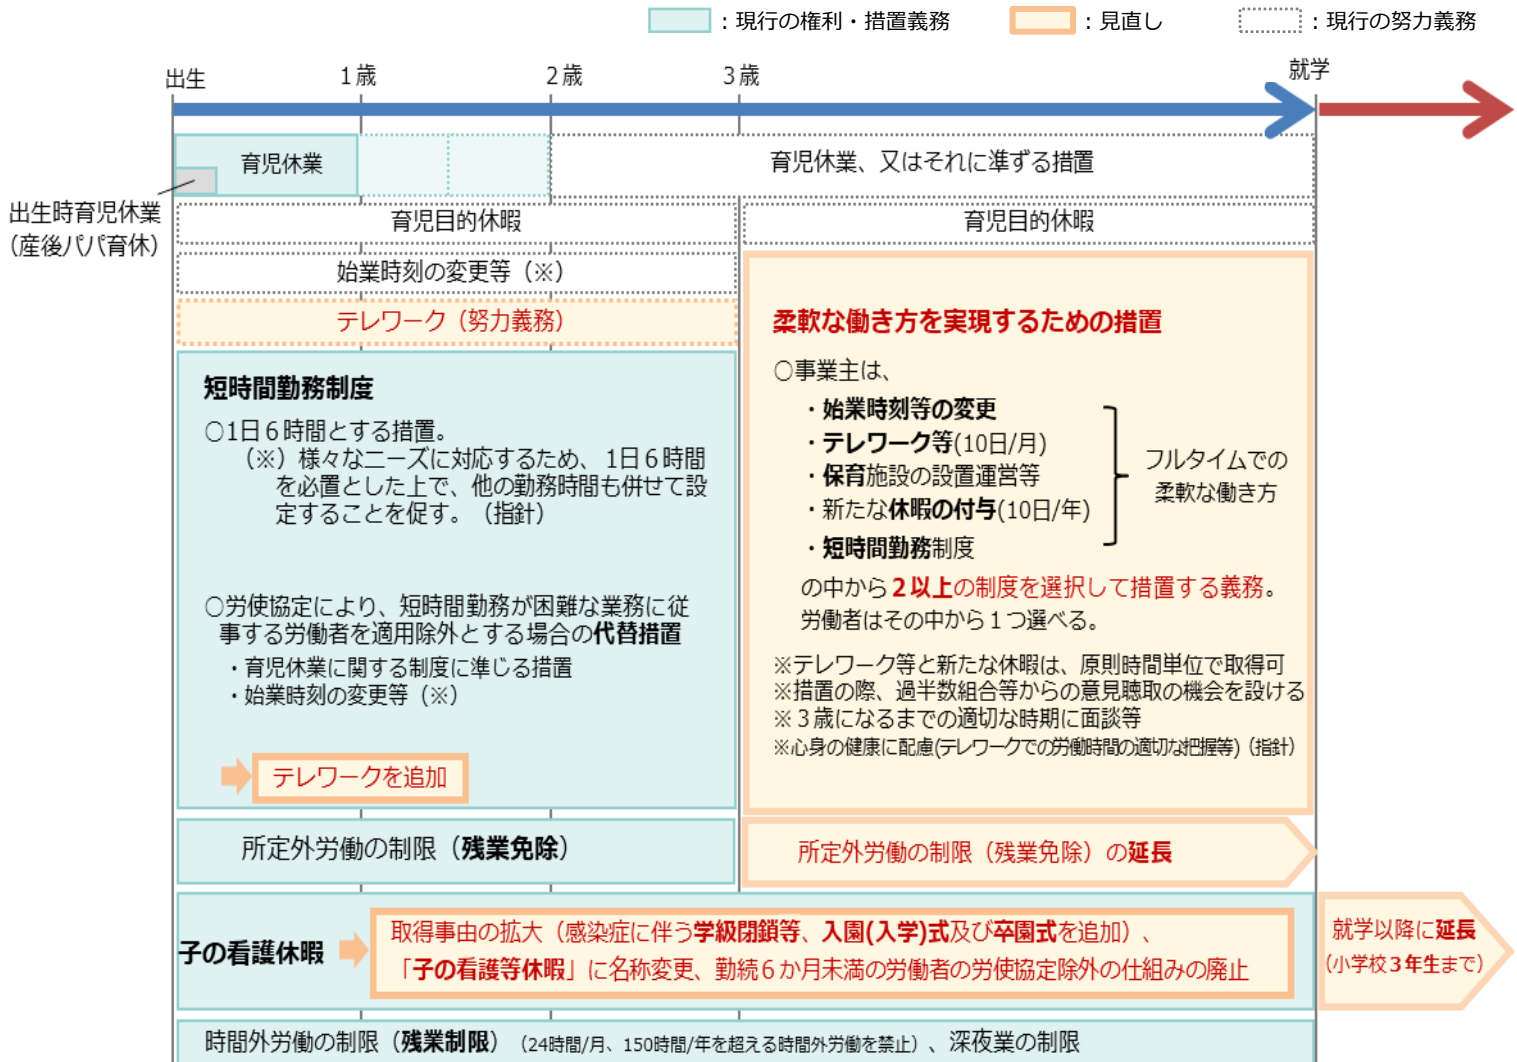 ：現行の権利・措置義務
：見直し
：現行の努力義務
出生
１歳
２歳
３歳
就学
育児休業
育児休業、又はそれに準ずる措置
出生時育児休業
（産後パパ育休）
育児目的休暇
育児目的休暇
始業時刻の変更等（※）
テレワーク（努力義務）
短時間勤務制度
○1日６時間とする措置。
（※）様々なニーズに対応するため、1日６時間
を必置とした上で、他の勤務時間も併せて設
定することを促す。（指針）
○労使協定により、短時間勤務が困難な業務に従
事する労働者を適用除外とする場合の代替措置
・育児休業に関する制度に準じる措置
・始業時刻の変更等（※）
テレワークを追加
柔軟な働き方を実現するための措置
○事業主は、
・始業時刻等の変更
・テレワーク等(10日/月)
・保育施設の設置運営等
・新たな休暇の付与(10日/年)
・短時間勤務制度
フルタイムでの
柔軟な働き方
の中から２以上の制度を選択して措置する義務。
労働者はその中から１つ選べる。
※テレワーク等と新たな休暇は、原則時間単位で取得可
※措置の際、過半数組合等からの意見聴取の機会を設ける
※３歳になるまでの適切な時期に面談等
※心身の健康に配慮(テレワークでの労働時間の適切な把握等)（指針）
所定外労働の制限（残業免除）
所定外労働の制限（残業免除）の延長
子の看護休暇
取得事由の拡大（感染症に伴う学級閉鎖等、入園(入学)式及び卒園式を追加）、
「子の看護等休暇」に名称変更、勤続６か月未満の労働者の労使協定除外の仕組みの廃止
就学以降に延長
（小学校３年生まで）
時間外労働の制限（残業制限）（24時間/月、150時間/年を超える時間外労働を禁止）、深夜業の制限